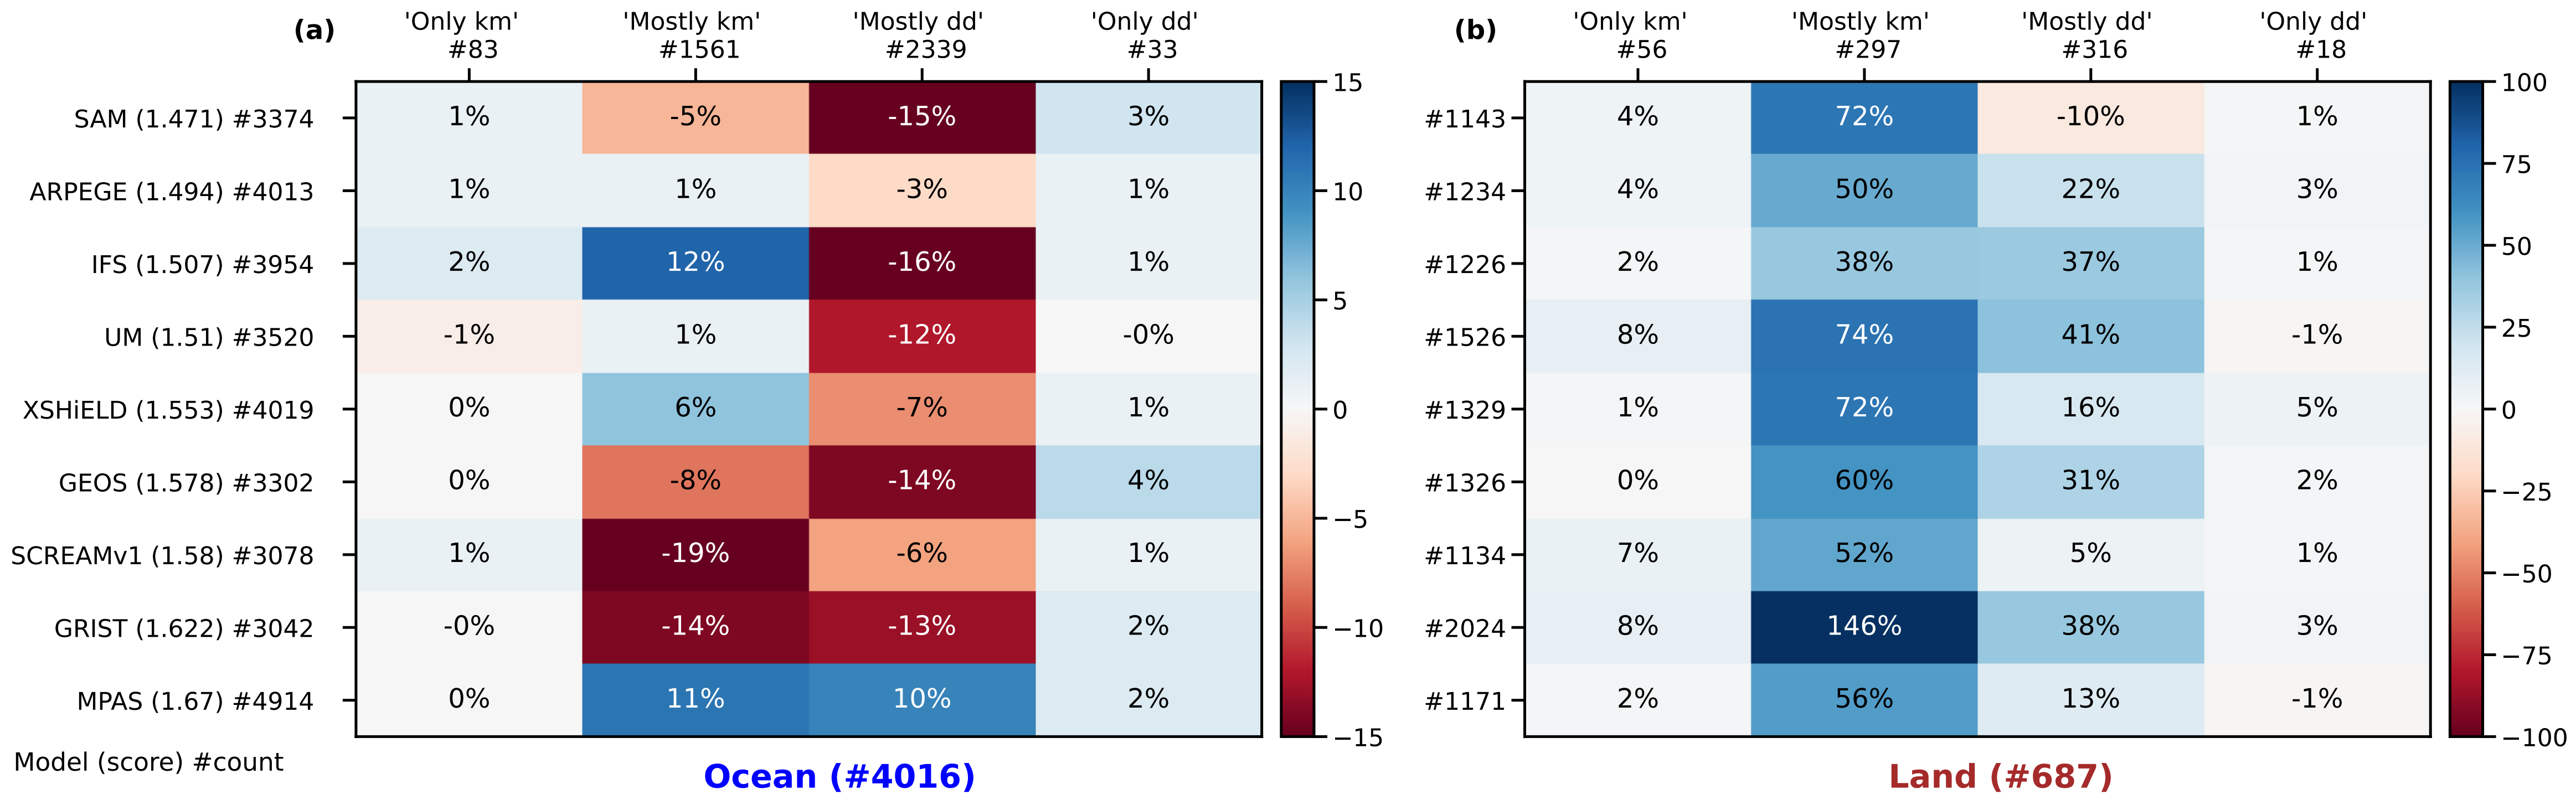 (a)
'Only km' 'Mostly km' 'Mostly dd' 'Only dd'
#83 #1561 #2339 #33
SAM (1.471) #3374 1% -5% -15% 3%
ARPEGE (1.494) #4013 1% 1% -3% 1%
IFS (1.507) #3954 2% 12% -16% 1%
UM (1.51) #3520 -1% 1% -12% -0%
XSHiELD (1.553) #4019 0% 6% -7% 1%
GEOS (1.578) #3302 0% -8% -14% 4%
SCREAMv1 (1.58) #3078 1% -19% -6% 1%
GRIST (1.622) #3042 -0% -14% -13% 2%
MPAS (1.67) #4914 0% 11% 10% 2%
Model (score) #count
Ocean (#4016)
15
10
5
0
−5
−10
−15
(b)
'Only km' 'Mostly km' 'Mostly dd' 'Only dd'
#56 #297 #316 #18
#1143 4% 72% -10% 1%
#1234 4% 50% 22% 3%
#1226 2% 38% 37% 1%
#1526 8% 74% 41% -1%
#1329 1% 72% 16% 5%
#1326 0% 60% 31% 2%
#1134 7% 52% 5% 1%
#2024 8% 146% 38% 3%
#1171 2% 56% 13% -1%
Land (#687)
100
75
50
25
0
−25
−50
−75
−100